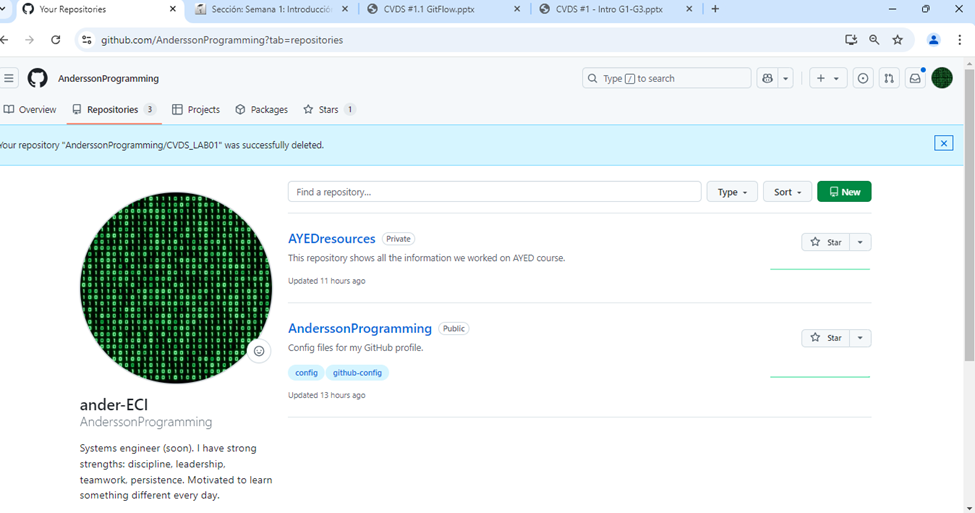 Your Repositories
Sección: Semana 1: Introducció
CVDS #1.1 GitFlow.pptx
CVDS #1 - Intro G1-G3.pptx
github.com/AnderssonProgramming?tab=repositories
AnderssonProgramming
Type / to search
Overview
Repositories 3
Projects
Packages
Stars 1
Your repository "AnderssonProgramming/CVDS_LAB01" was successfully deleted.
Find a repository...
Type
Sort
New
AYEDresources Private
Star
This repository shows all the information we worked on AYED course.
Updated 11 hours ago
AnderssonProgramming Public
Star
Config files for my GitHub profile.
config github-config
Updated 13 hours ago
ander-ECI
AnderssonProgramming
Systems engineer (soon). I have strong
strengths: discipline, leadership,
teamwork, persistence. Motivated to learn
something different every day.